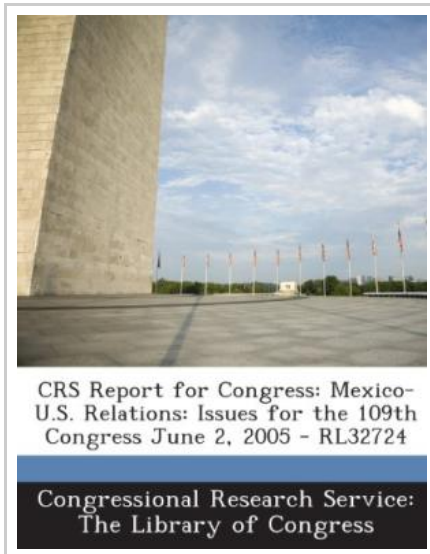 CRS Report for Congress: Mexico-
U.S. Relations: Issues for the 109th
Congress June 2, 2005 - RL32724
Congressional Research Service:
The Library of Congress